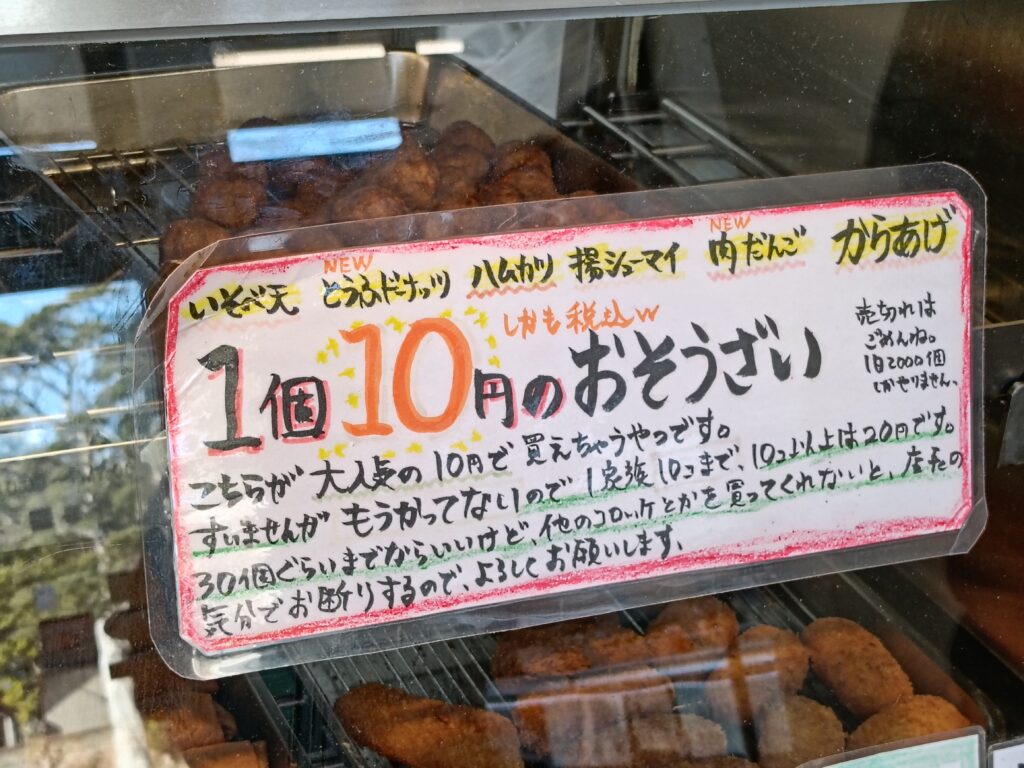 NEW
NEW
いそべ天 とうふドーナッツ ハムカツ 揚シューマイ 肉だんご からあげ
しかも税込w
1個10円のおそうざい
売切れは
ごめんね。
1日2000個
しかやりません。
こちらが 大人気の10円で買えちゃうやつです。
すいませんが もうかってないので 1家族10コまで、10コ以上は20円です。
30個ぐらいまでならいいけど、他のコロッケとかを買ってくれないと、店長の
気分でお断りするので、よろしくお願いします。